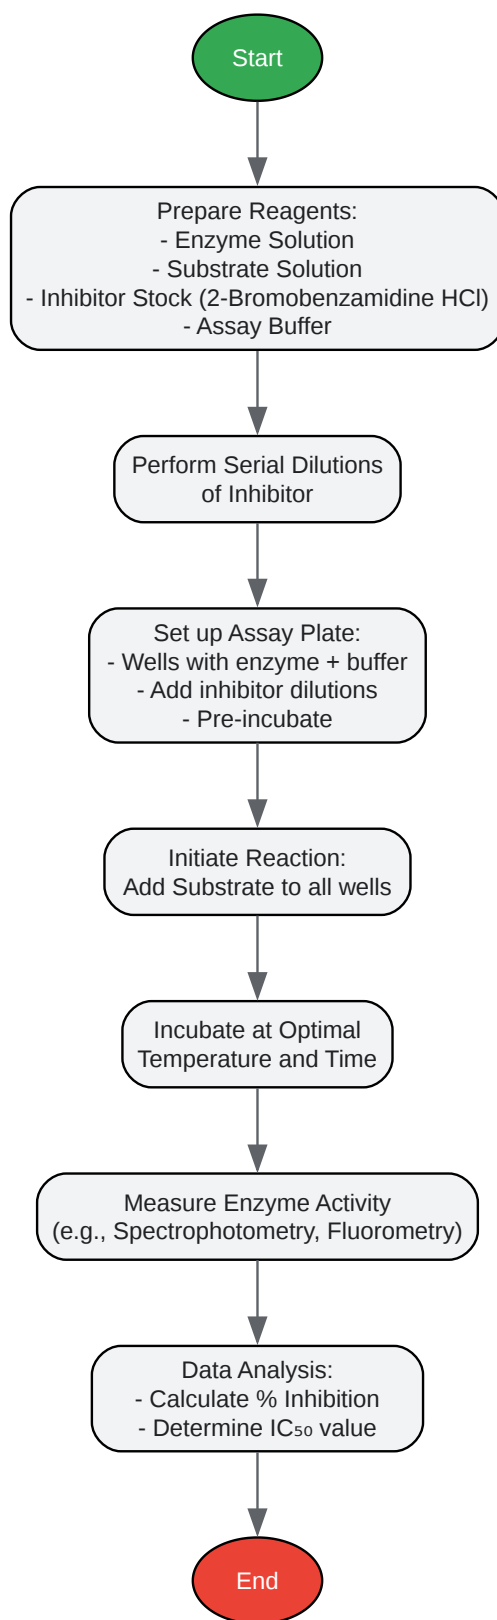 Start
Prepare Reagents:
- Enzyme Solution
- Substrate Solution
- Inhibitor Stock (2-Bromobenzamidine HCl)
- Assay Buffer
Perform Serial Dilutions
of Inhibitor
Set up Assay Plate:
- Wells with enzyme + buffer
- Add inhibitor dilutions
- Pre-incubate
Initiate Reaction:
Add Substrate to all wells
Incubate at Optimal
Temperature and Time
Measure Enzyme Activity
(e.g., Spectrophotometry, Fluorometry)
Data Analysis:
- Calculate % Inhibition
- Determine IC₅₀ value
End